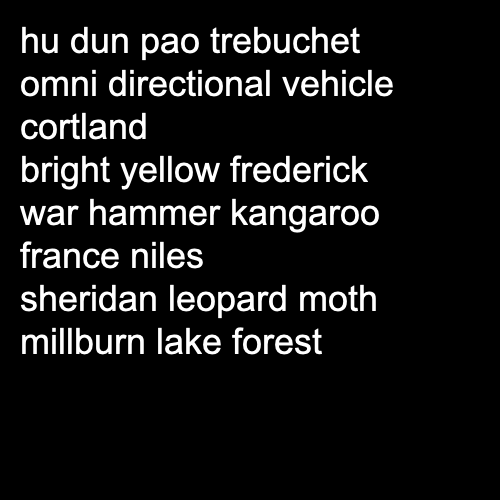 hu dun pao trebuchet
omni directional vehicle
cortland
bright yellow frederick
war hammer kangaroo
france niles
sheridan leopard moth
millburn lake forest